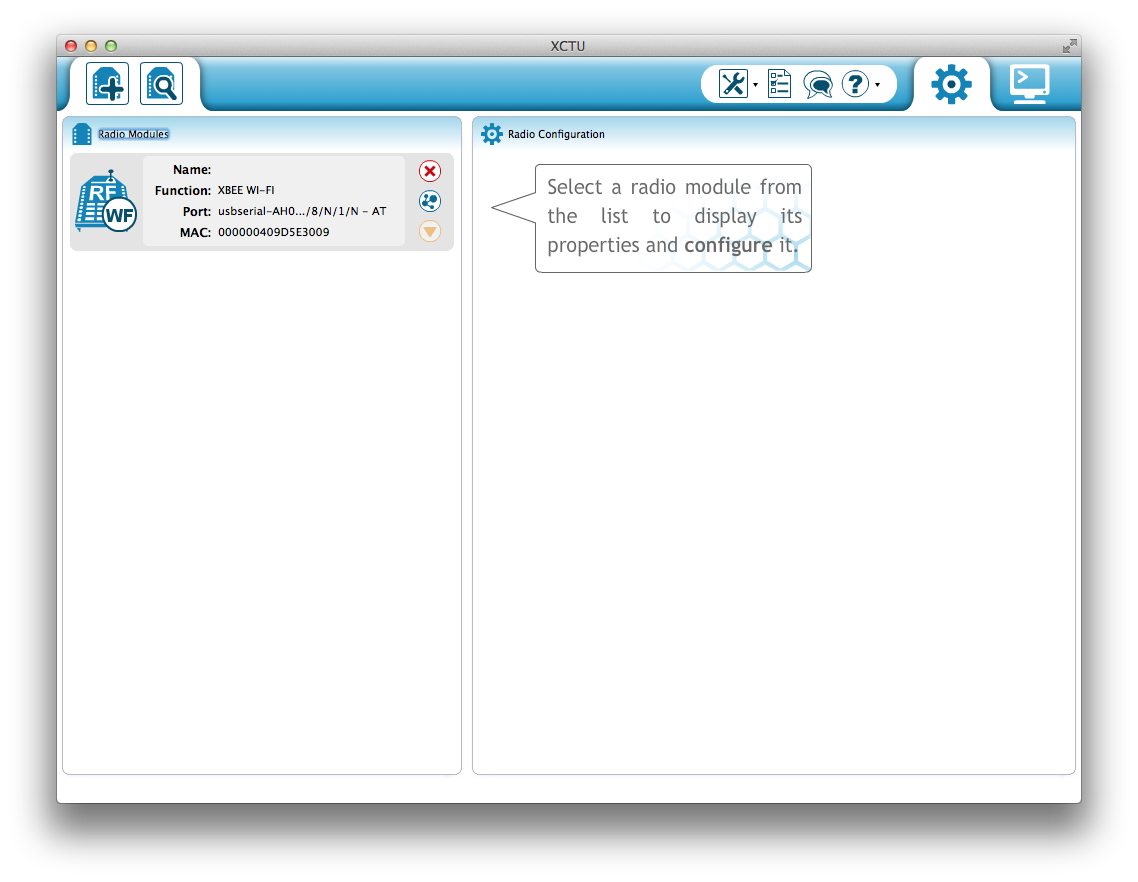 XCTU
Radio Modules
RF
WF
Name:
Function: XBEE WI-FI
Port: usbserial-AH0.../8/N/1/N - AT
MAC: 000000409D5E3009
Radio Configuration
Select a radio module from
the list to display its
properties and configure it.